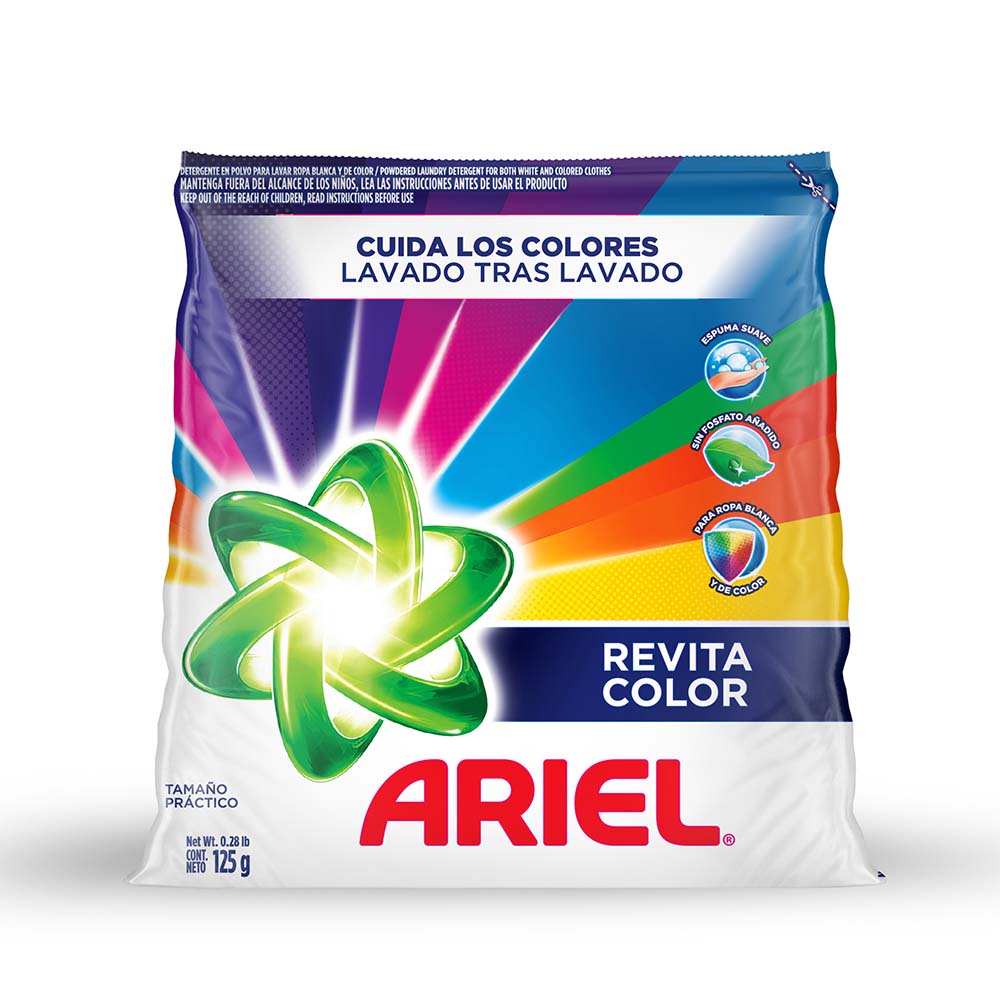 DETERGENTE EN POLVO PARA LAVAR ROPA BLANCA Y DE COLOR / POWDERED LAUNDRY DETERGENT FOR BOTH WHITE AND COLORED CLOTHES
MANTENGA FUERA DEL ALCANCE DE LOS NIÑOS, LEA LAS INSTRUCCIONES ANTES DE USAR EL PRODUCTO
KEEP OUT OF THE REACH OF CHILDREN, READ INSTRUCTIONS BEFORE USE
CUIDA LOS COLORES
LAVADO TRAS LAVADO
ESPUMA SUAVE
SIN FOSFATO AÑADIDO
PARA ROPA BLANCA
Y DE COLOR
REVITA
COLOR
ARIEL®
TAMAÑO
PRÁCTICO
Net Wt. 0.28 lb
CONT.
NETO 125 g